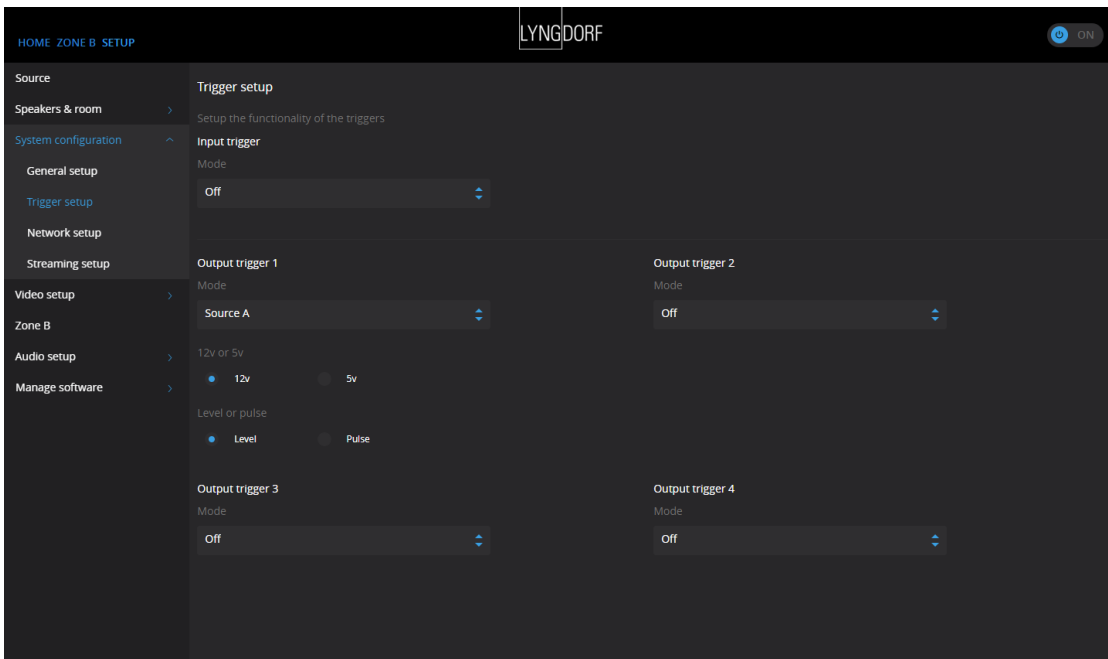 HOME ZONE B SETUP
LYNGDORF
ON
Source
Speakers & room
System configuration
General setup
Trigger setup
Network setup
Streaming setup
Video setup
Zone B
Audio setup
Manage software
Trigger setup
Setup the functionality of the triggers
Input trigger
Mode
Off
Output trigger 1
Mode
Source A
12v or 5v
12v 5v
Level or pulse
Level Pulse
Output trigger 2
Mode
Off
Output trigger 3
Mode
Off
Output trigger 4
Mode
Off